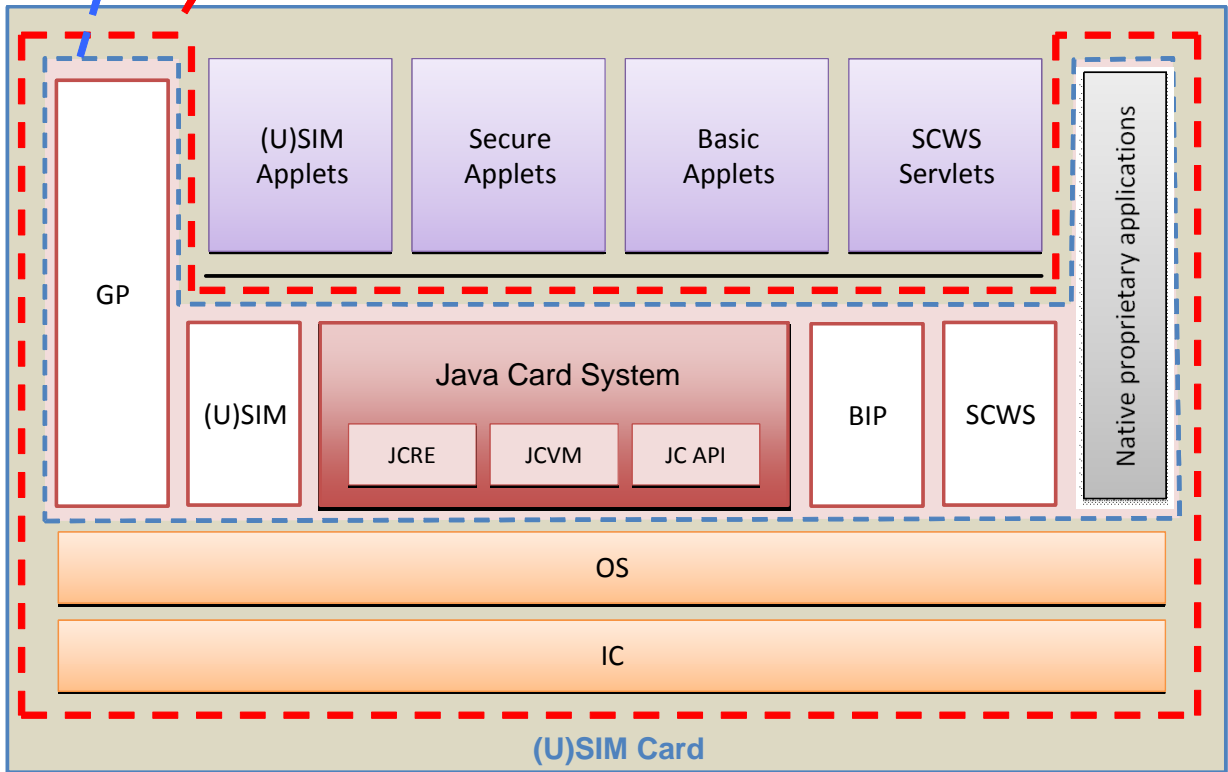 (U)SIM
Applets
Secure
Applets
Basic
Applets
SCWS
Servlets
Native proprietary applications
GP
(U)SIM
Java Card System
JCRE
JCVM
JC API
BIP
SCWS
OS
IC
(U)SIM Card